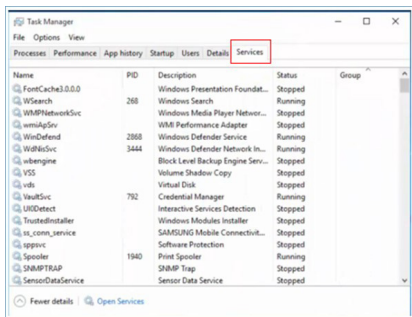 Task Manager
File Options View
Processes Performance App history Startup Users Details Services
Name PID Description Status Group
FontCache3.0.0.0 Windows Presentation Foundat... Stopped
WSearch 268 Windows Search Running
WMPNetworkSvc Windows Media Player Networ... Stopped
wmiApSrv WMI Performance Adapter Stopped
WinDefend 2868 Windows Defender Service Running
WdNisSvc 3444 Windows Defender Network In... Running
wbengine Block Level Backup Engine Serv... Stopped
VSS Volume Shadow Copy Stopped
vds Virtual Disk Stopped
VaultSvc 792 Credential Manager Running
UI0Detect Interactive Services Detection Stopped
TrustedInstaller Windows Modules Installer Stopped
ss_conn_service SAMSUNG Mobile Connectivit... Stopped
sppsvc Software Protection Stopped
Spooler 1940 Print Spooler Running
SNMPTRAP SNMP Trap Stopped
SensorDataService Sensor Data Service Stopped
Fewer details Open Services